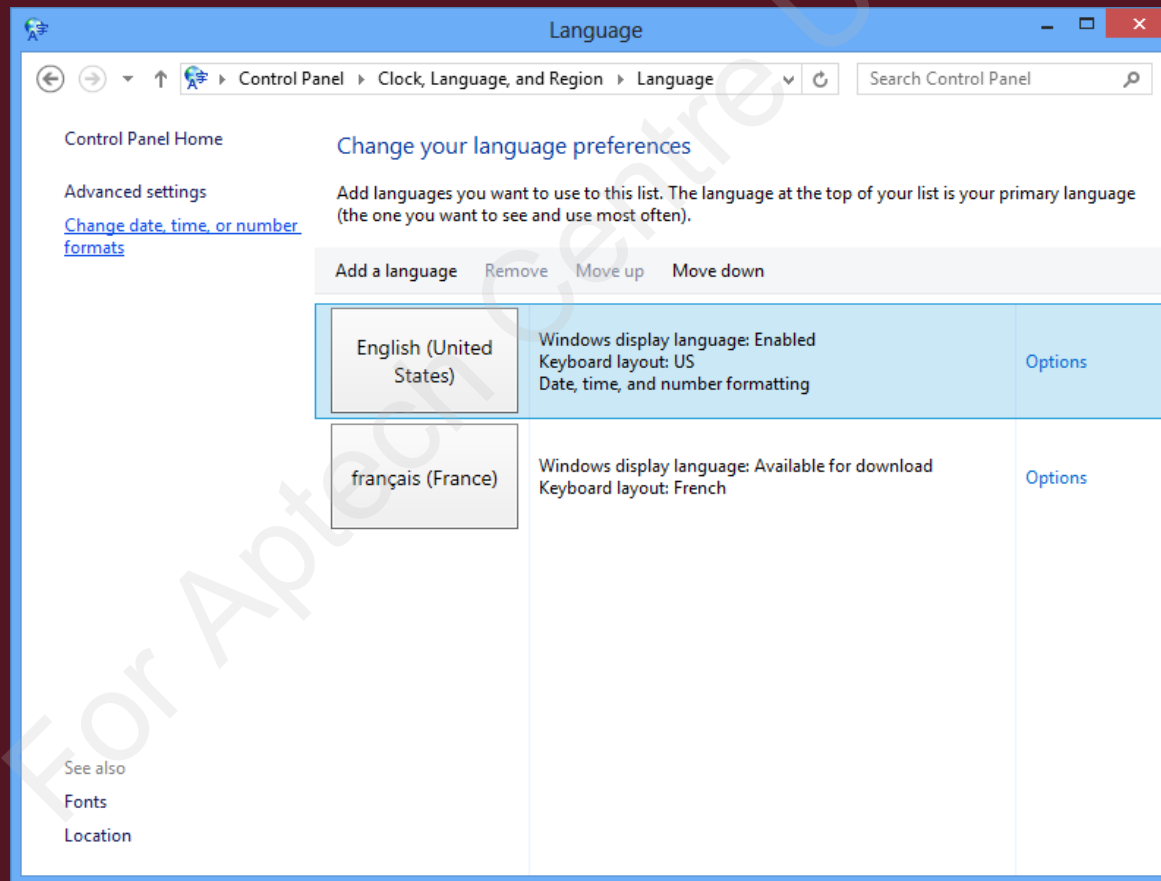 Language
Control Panel Clock, Language, and Region Language
Search Control Panel
Control Panel Home
Advanced settings
Change date, time, or number
formats
Change your language preferences
Add languages you want to use to this list. The language at the top of your list is your primary language
(the one you want to see and use most often).
Add a language Remove Move up Move down
English (United
States)
Windows display language: Enabled
Keyboard layout: US
Date, time, and number formatting
Options
français (France)
Windows display language: Available for download
Keyboard layout: French
Options
See also
Fonts
Location
For Aptech Centre U